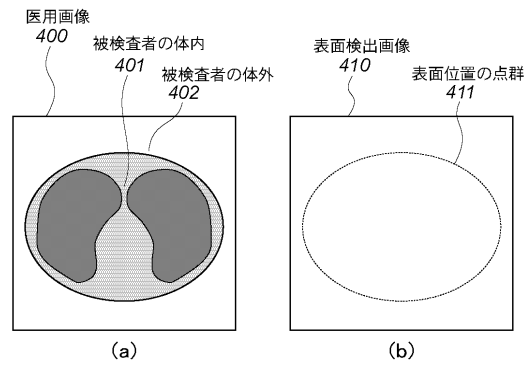 医用画像
400
被検査者の体内
401
被検査者の体外
402
表面検出画像
410
表面位置の点群
411
(a)
(b)